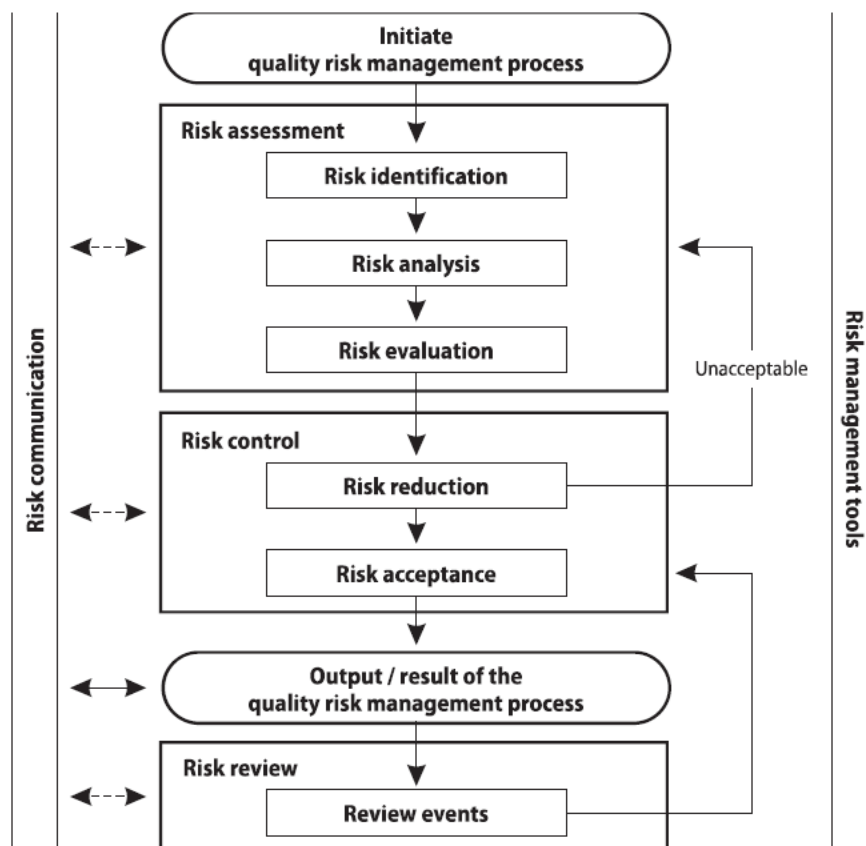 Initiate
quality risk management process
Risk assessment
Risk identification
Risk analysis
Risk evaluation
Unacceptable
Risk communication
Risk management tools
Risk control
Risk reduction
Risk acceptance
Output / result of the
quality risk management process
Risk review
Review events